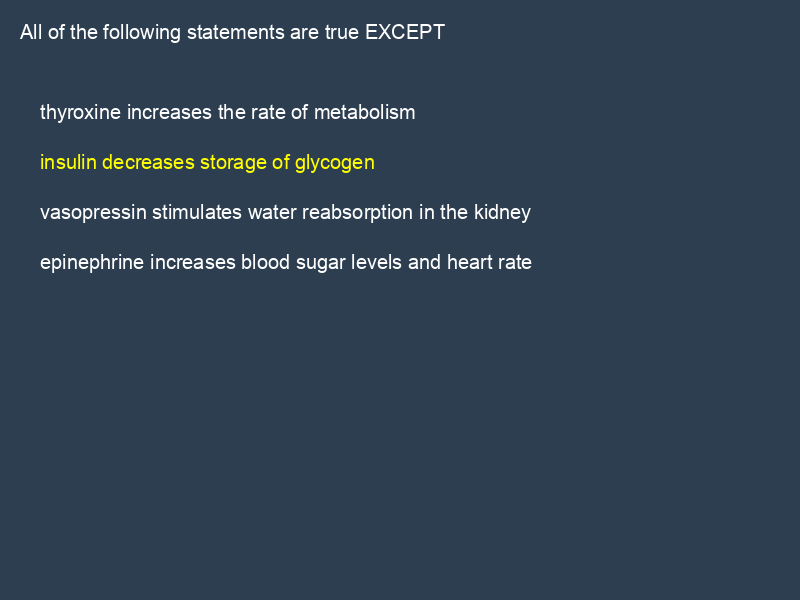 All of the following statements are true EXCEPT
thyroxine increases the rate of metabolism
insulin decreases storage of glycogen
vasopressin stimulates water reabsorption in the kidney
epinephrine increases blood sugar levels and heart rate